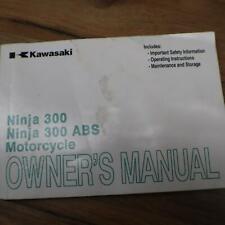 Kawasaki
Includes:
• Important Safety Information
• Operating Instructions
• Maintenance and Storage
Ninja 300
Ninja 300 ABS
Motorcycle
OWNER'S MANUAL